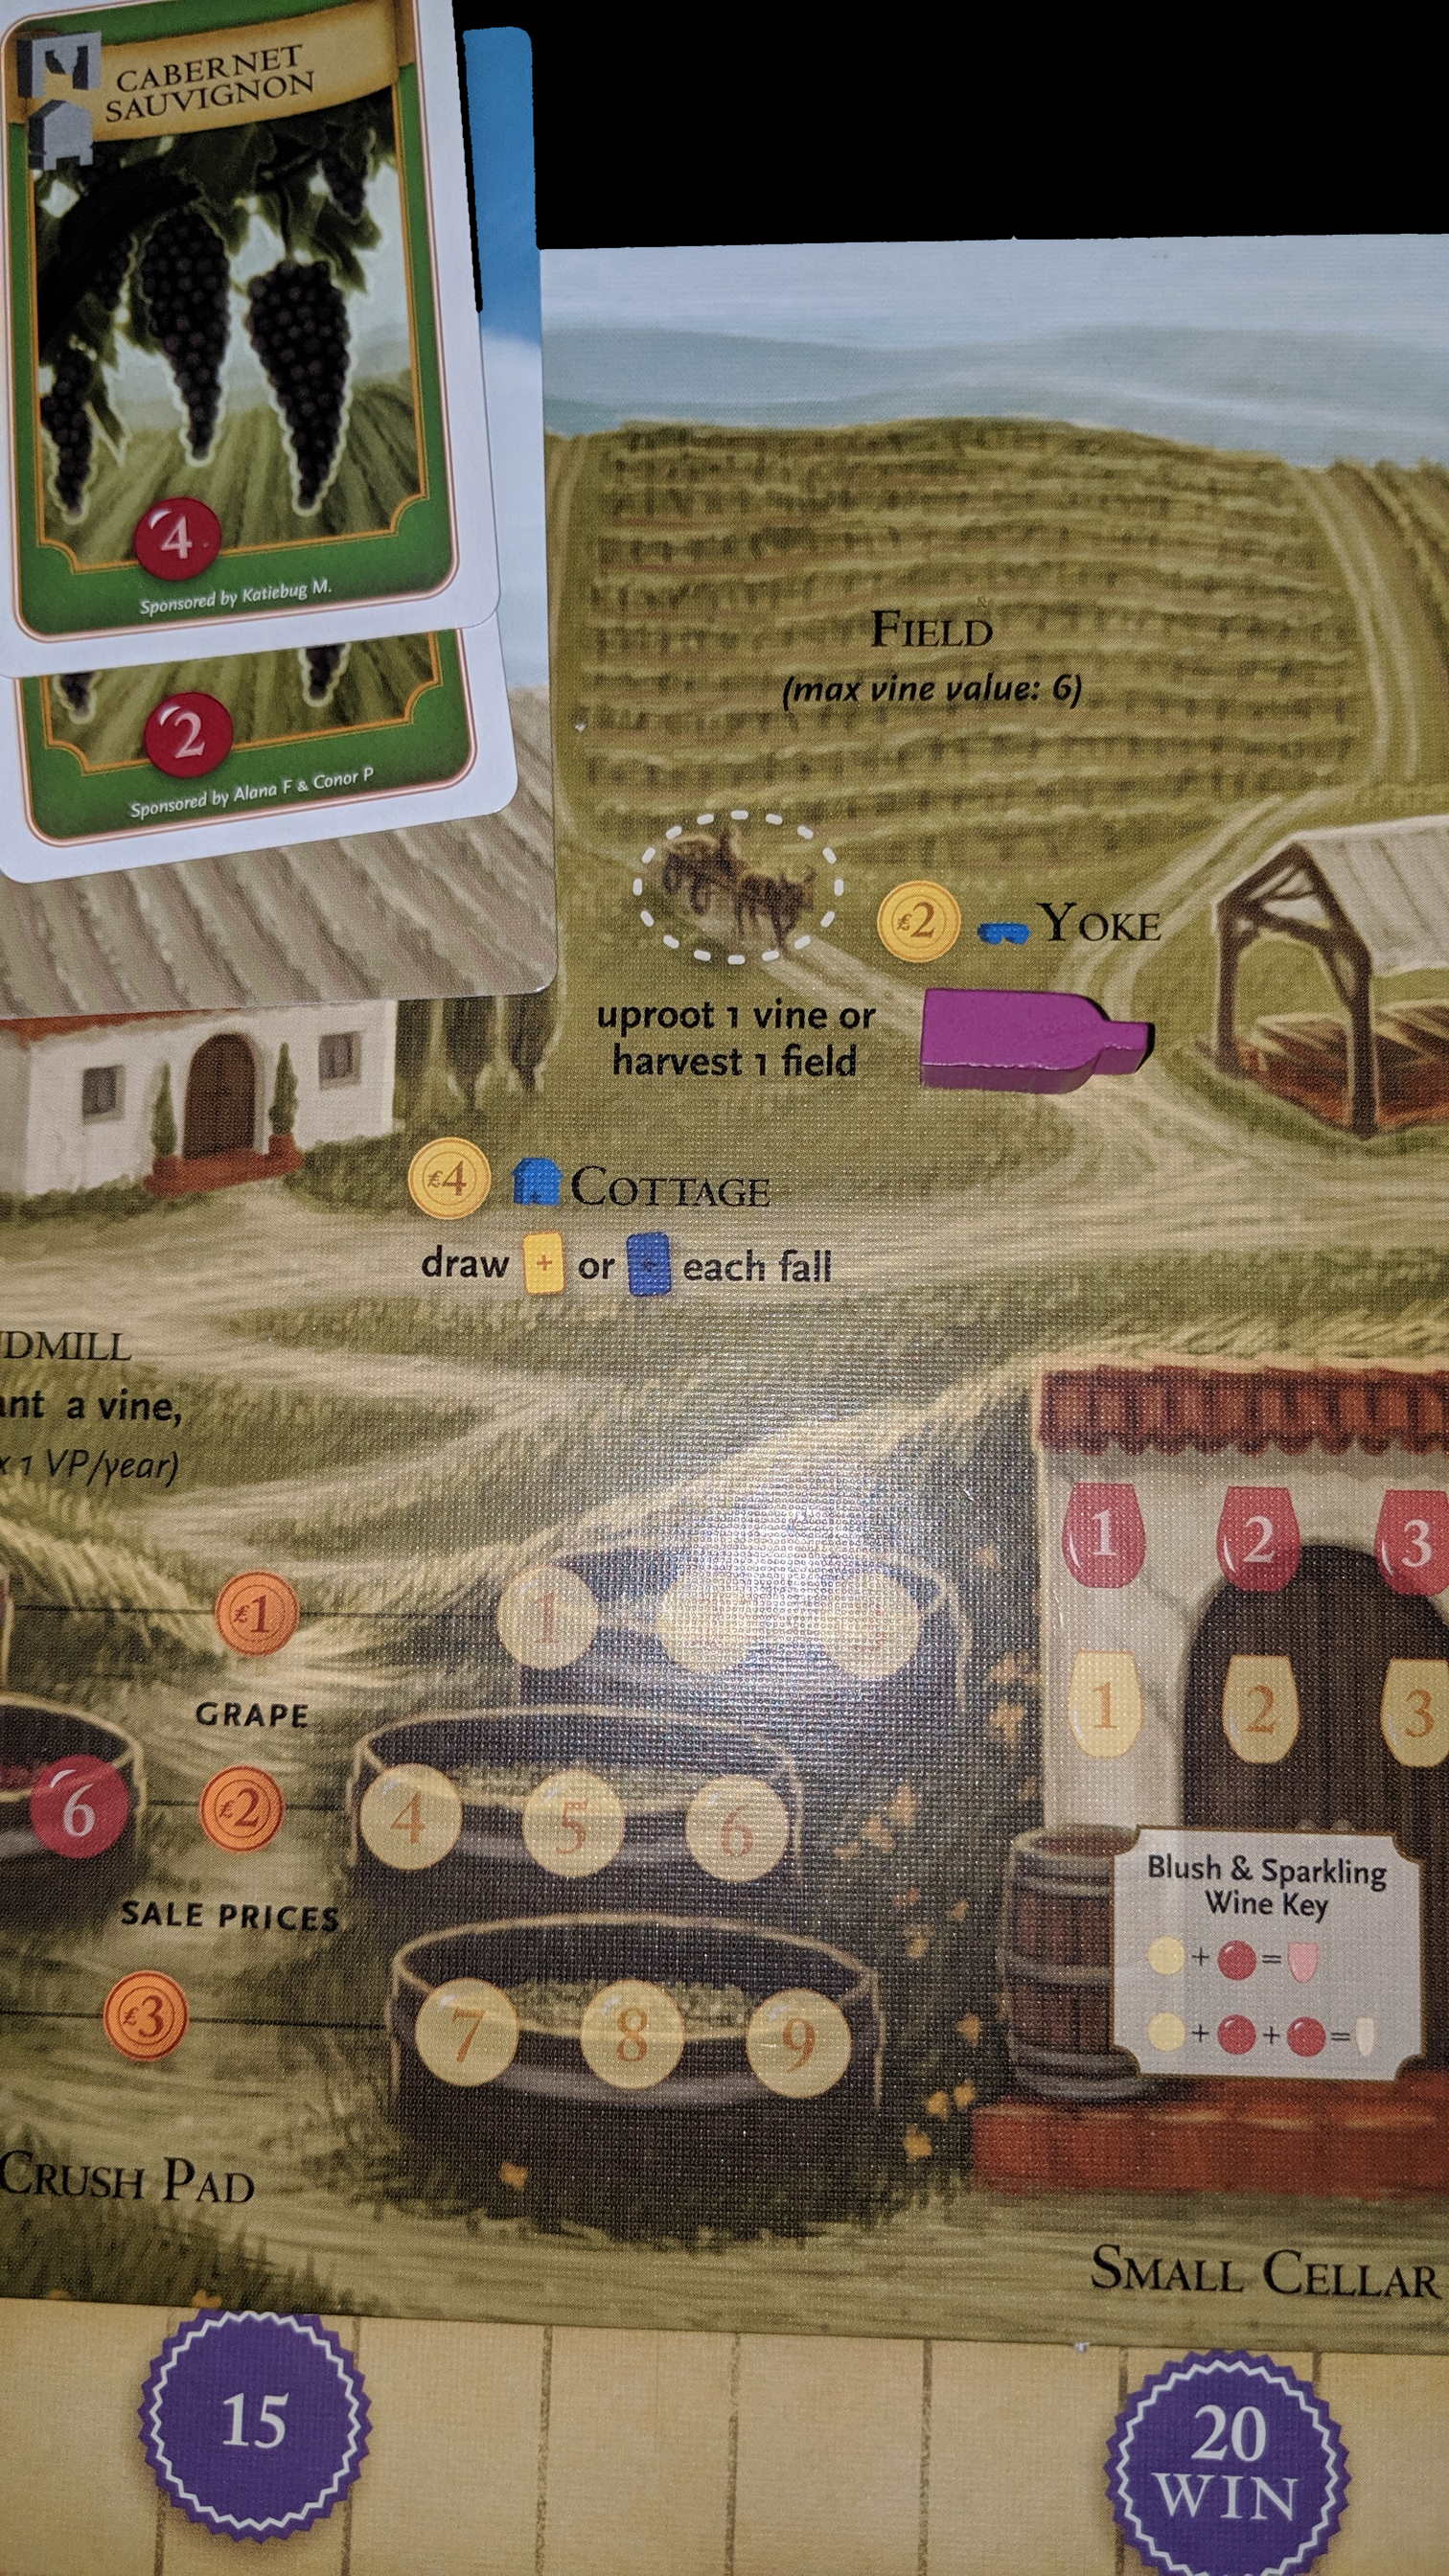 CABERNET
SAUVIGNON
4
Sponsored by Katiebug M.
2
Sponsored by Alana F & Conor P
FIELD
(max vine value: 6)
£2 YOKE
uproot 1 vine or
harvest 1 field
£4 COTTAGE
draw + or + each fall
DMILL
ant a vine,
x 1 VP/year)
1 2 3
£1 1
1 2 3
GRAPE
6 £2 4 5 6
SALE PRICES
Blush & Sparkling
Wine Key
+ =
+ + =
£3 7 8 9
CRUSH PAD
SMALL CELLAR
15
20
WIN